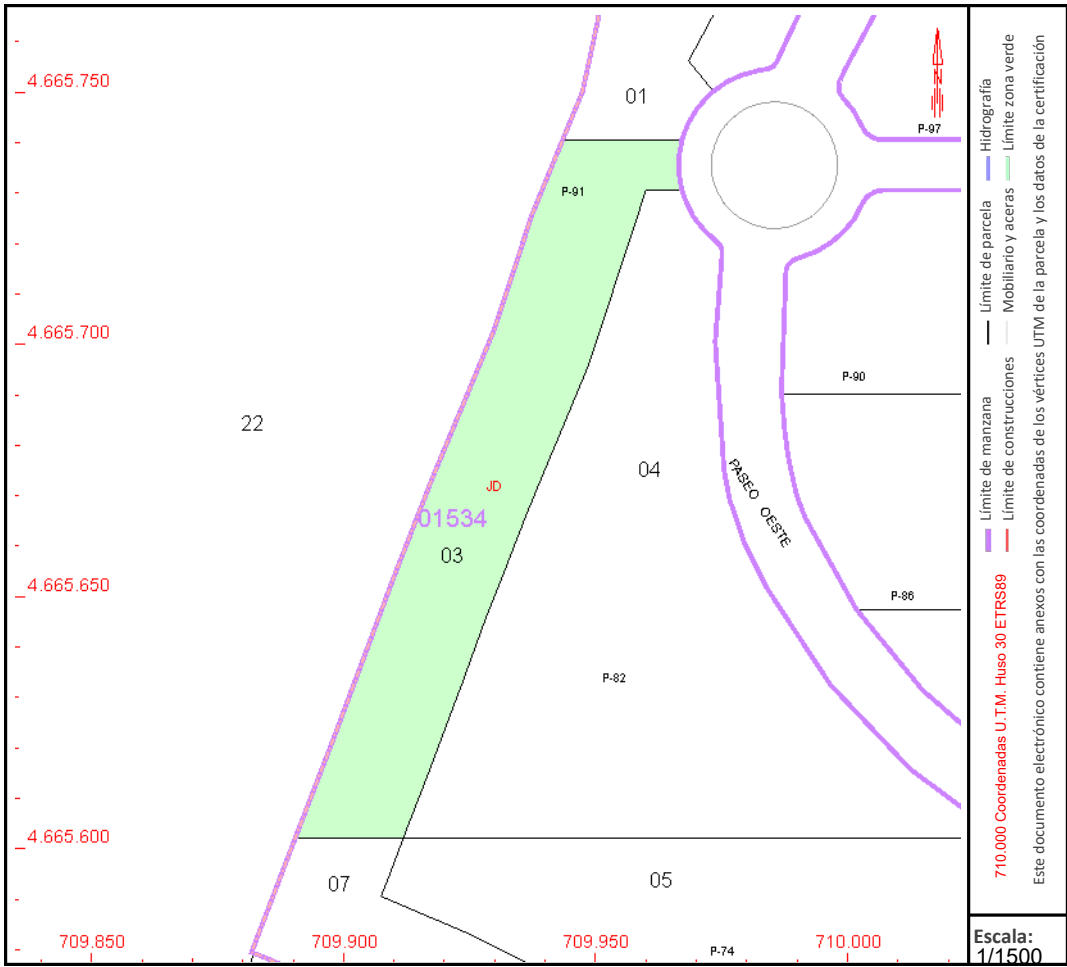 4.665.750
01
P-97
P-91
4.665.700
P-90
22
04
PASEO OESTE
JD
01534
03
4.665.650
P-86
P-82
4.665.600
07
05
709.850
709.900
709.950
710.000
P-74
Límite de manzana
Límite de parcela
Hidrografía
Límite de construcciones
Mobiliario y aceras
Límite zona verde
710.000 Coordenadas U.T.M. Huso 30 ETRS89
Este documento electrónico contiene anexos con las coordenadas de los vértices UTM de la parcela y los datos de la certificación
Escala:
1/1500